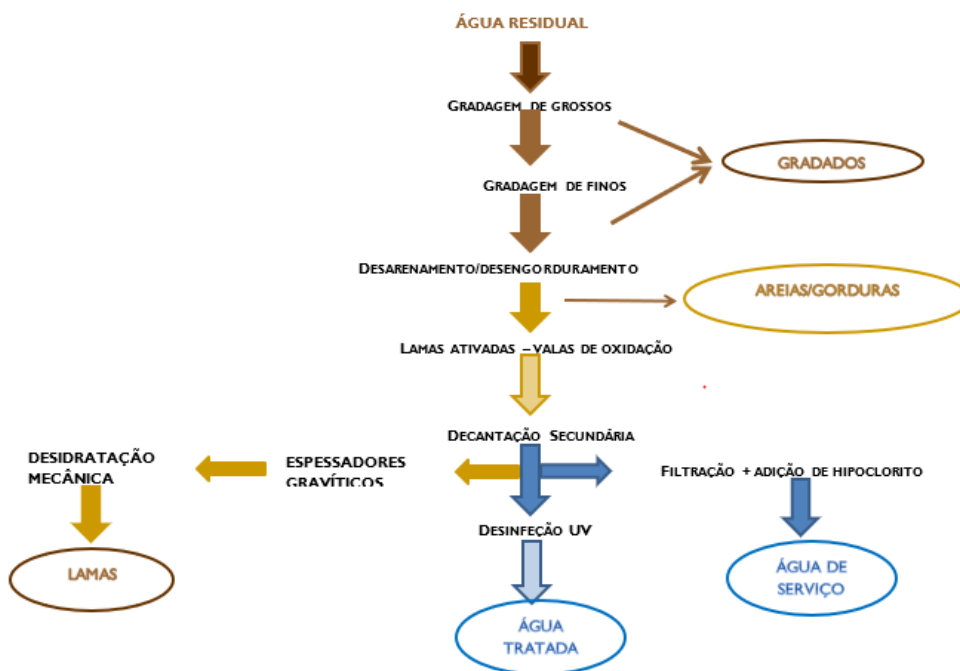 ÁGUA RESIDUAL
GRADAGEM DE GROSSOS
GRADADOS
GRADAGEM DE FINOS
DESARENAMENTO/DESENGORDURAMENTO
AREIAS/GORDURAS
LAMAS ATIVADAS – VALAS DE OXIDAÇÃO
DECANTAÇÃO SECUNDÁRIA
DESIDRATAÇÃO
MECÂNICA
ESPESSADORES
GRAVÍTICOS
FILTRAÇÃO + ADIÇÃO DE HIPOCLORITO
DESINFEÇÃO UV
LAMAS
ÁGUA DE
SERVIÇO
ÁGUA
TRATADA